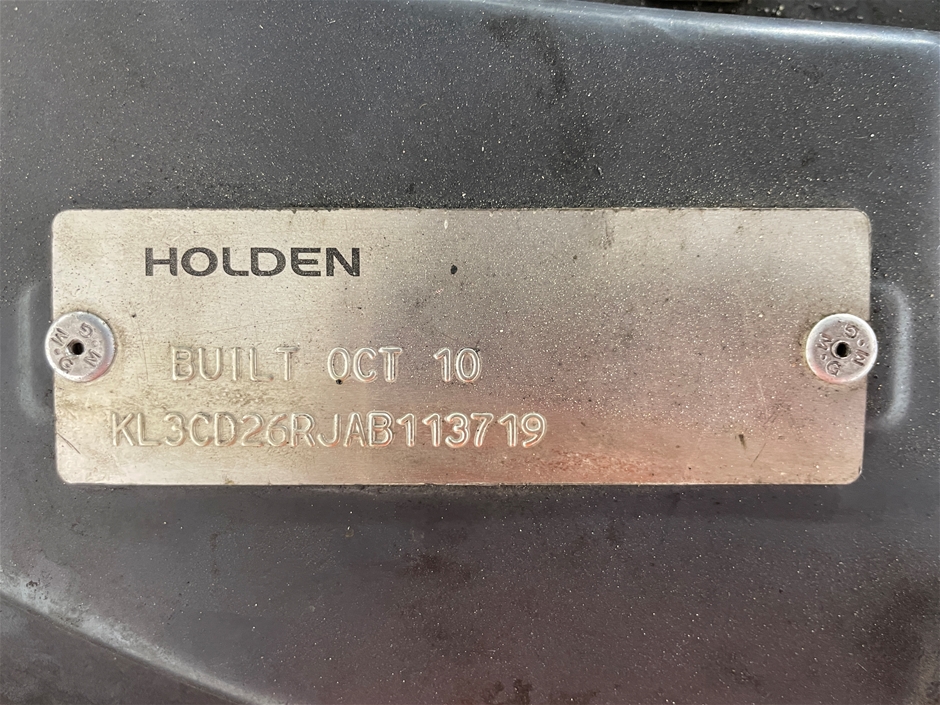 HOLDEN
BUILT OCT 10
KL3CD26RJAB113719
G·M·G·M
G·M·G·M